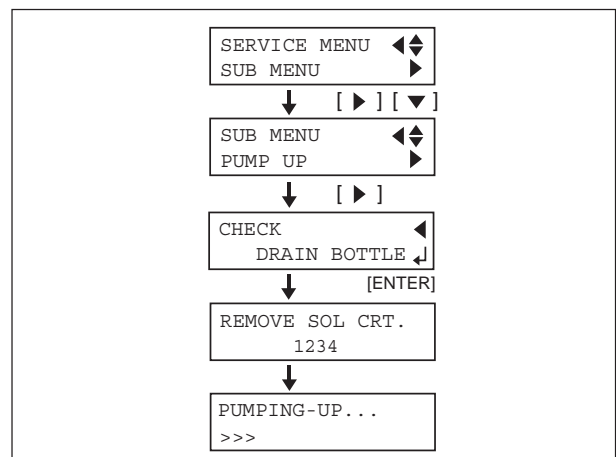 SERVICE MENU ◀◆
SUB MENU ▶
[ ▶ ] [ ▼ ]
SUB MENU ◀◆
PUMP UP ▶
[ ▶ ]
CHECK ◀
DRAIN BOTTLE ↵
[ENTER]
REMOVE SOL CRT.
1234
PUMPING-UP...
>>>